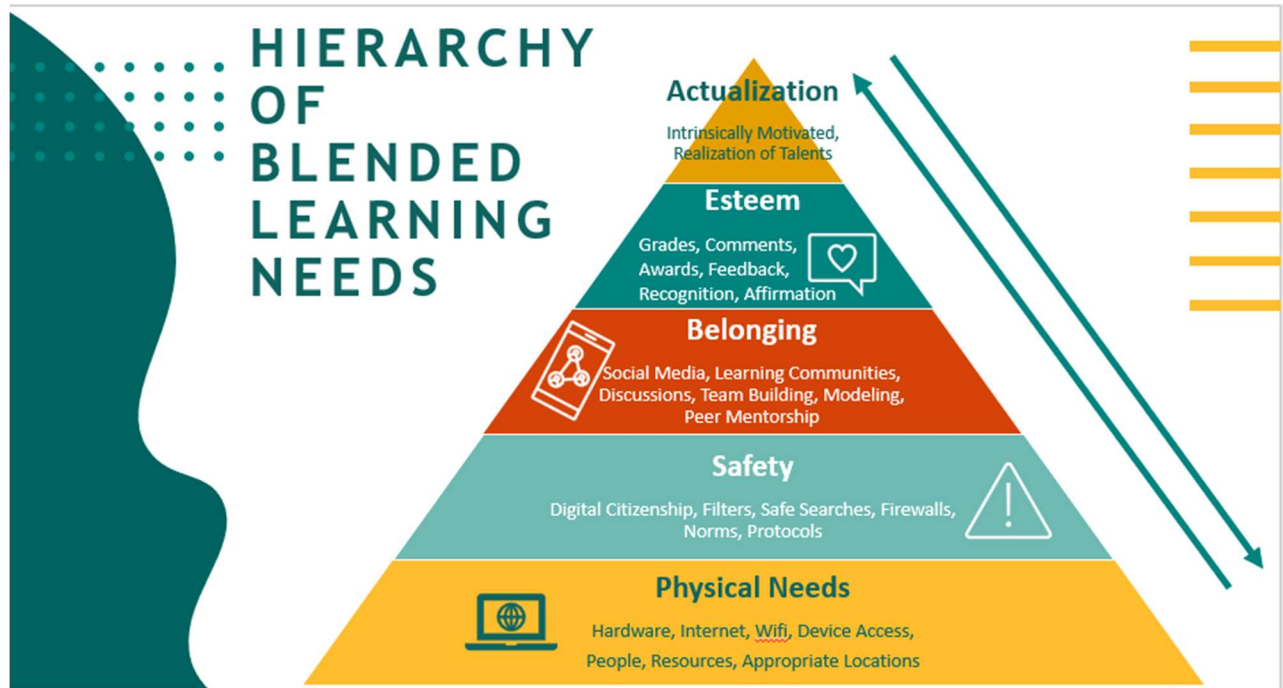 HIERARCHY
OF
BLENDED
LEARNING
NEEDS
Actualization
Intrinsically Motivated,
Realization of Talents
Esteem
Grades, Comments,
Awards, Feedback,
Recognition, Affirmation
Belonging
Social Media, Learning Communities,
Discussions, Team Building, Modeling,
Peer Mentorship
Safety
Digital Citizenship, Filters, Safe Searches, Firewalls,
Norms, Protocols
Physical Needs
Hardware, Internet, Wifi, Device Access,
People, Resources, Appropriate Locations